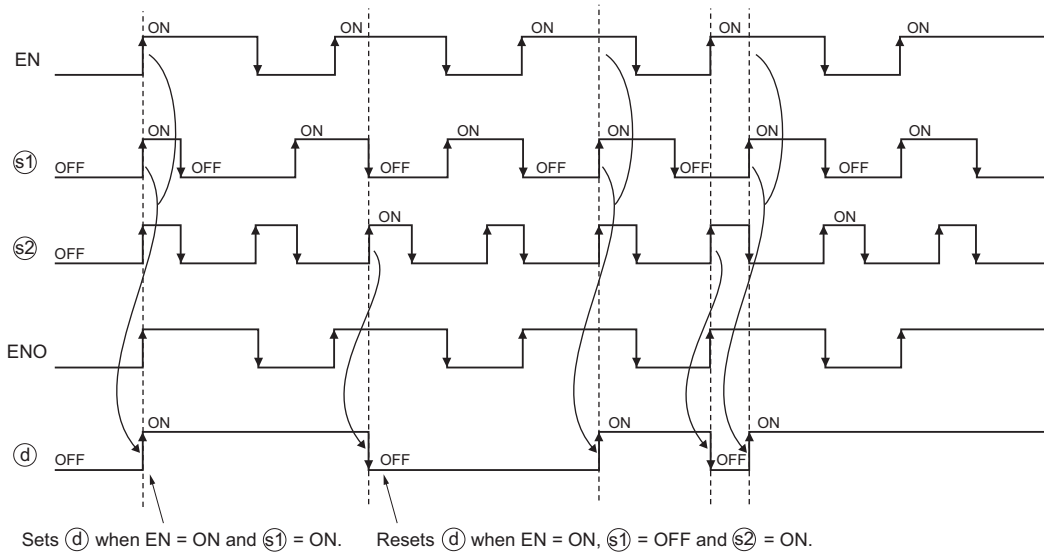 ON ON ON ON ON
EN
ON ON ON ON ON ON
s1 OFF OFF OFF OFF OFF OFF
ON ON
s2 OFF
ENO
ON ON ON
d OFF OFF OFF
Sets d when EN = ON and s1 = ON. Resets d when EN = ON, s1 = OFF and s2 = ON.